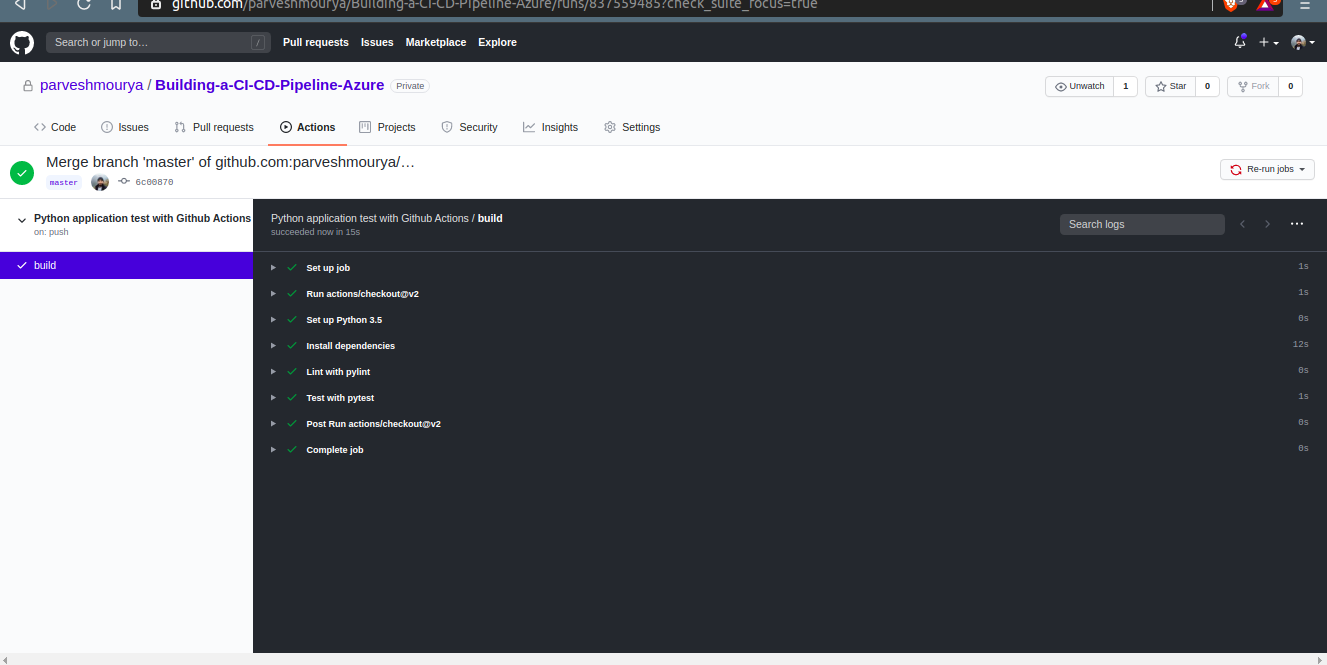 github.com/parveshmourya/Building-a-CI-CD-Pipeline-Azure/runs/837559485?check_suite_focus=true
Search or jump to… /
Pull requests Issues Marketplace Explore
parveshmourya / Building-a-CI-CD-Pipeline-Azure Private
Unwatch 1 Star 0 Fork 0
Code Issues Pull requests Actions Projects Security Insights Settings
Merge branch 'master' of github.com:parveshmourya/…
master 6c00870
Re-run jobs
Python application test with Github Actions
on: push
build
Python application test with Github Actions / build
succeeded now in 15s
Search logs
Set up job 1s
Run actions/checkout@v2 1s
Set up Python 3.5 0s
Install dependencies 12s
Lint with pylint 0s
Test with pytest 1s
Post Run actions/checkout@v2 0s
Complete job 0s